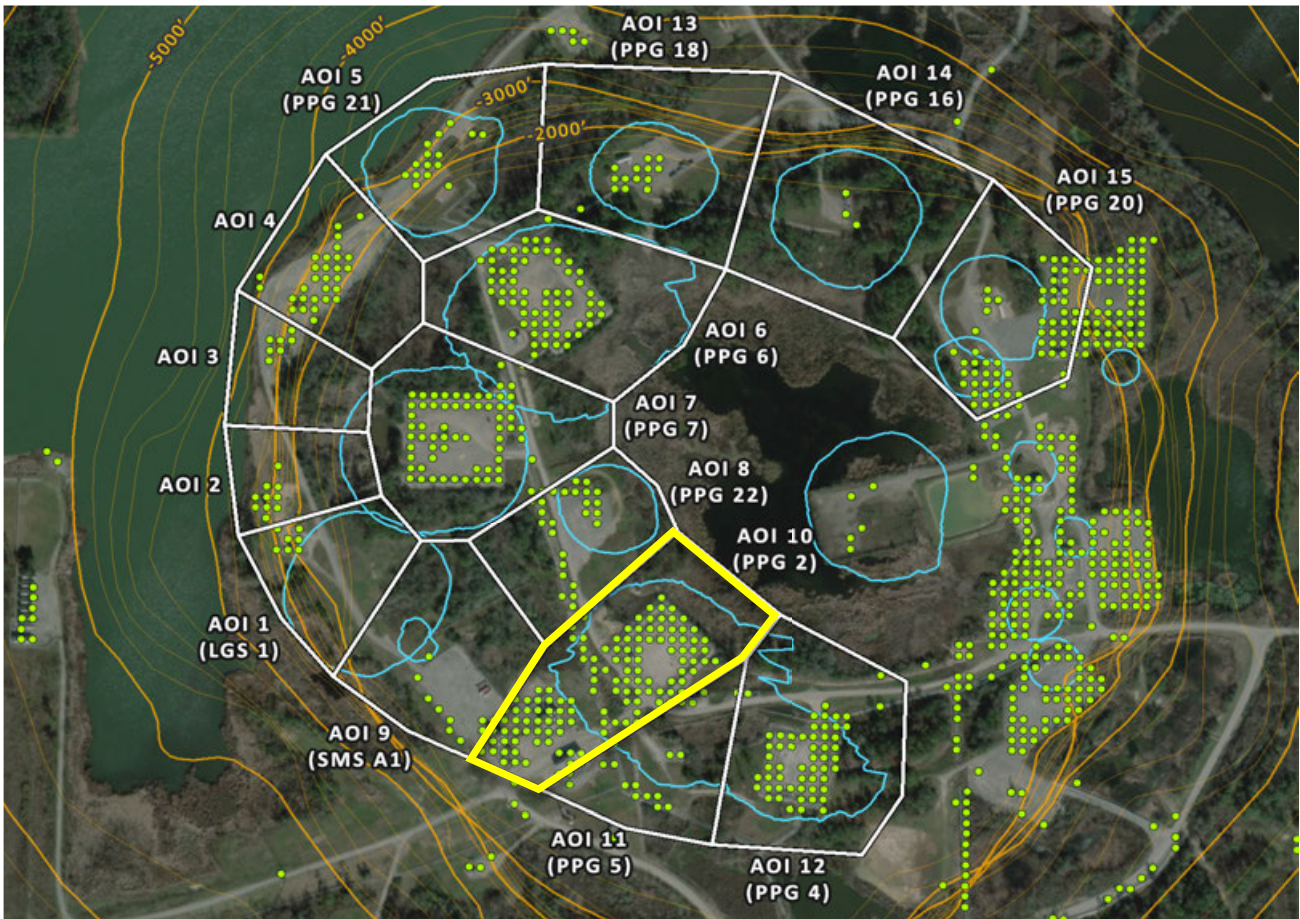 -5000'
-4000'
-3000'
-2000'
AOI 13
(PPG 18)
AOI 5
(PPG 21)
AOI 14
(PPG 16)
AOI 15
(PPG 20)
AOI 4
AOI 3
AOI 6
(PPG 6)
AOI 7
(PPG 7)
AOI 2
AOI 8
(PPG 22)
AOI 10
(PPG 2)
AOI 1
(LGS 1)
AOI 9
(SMS A1)
AOI 11
(PPG 5)
AOI 12
(PPG 4)